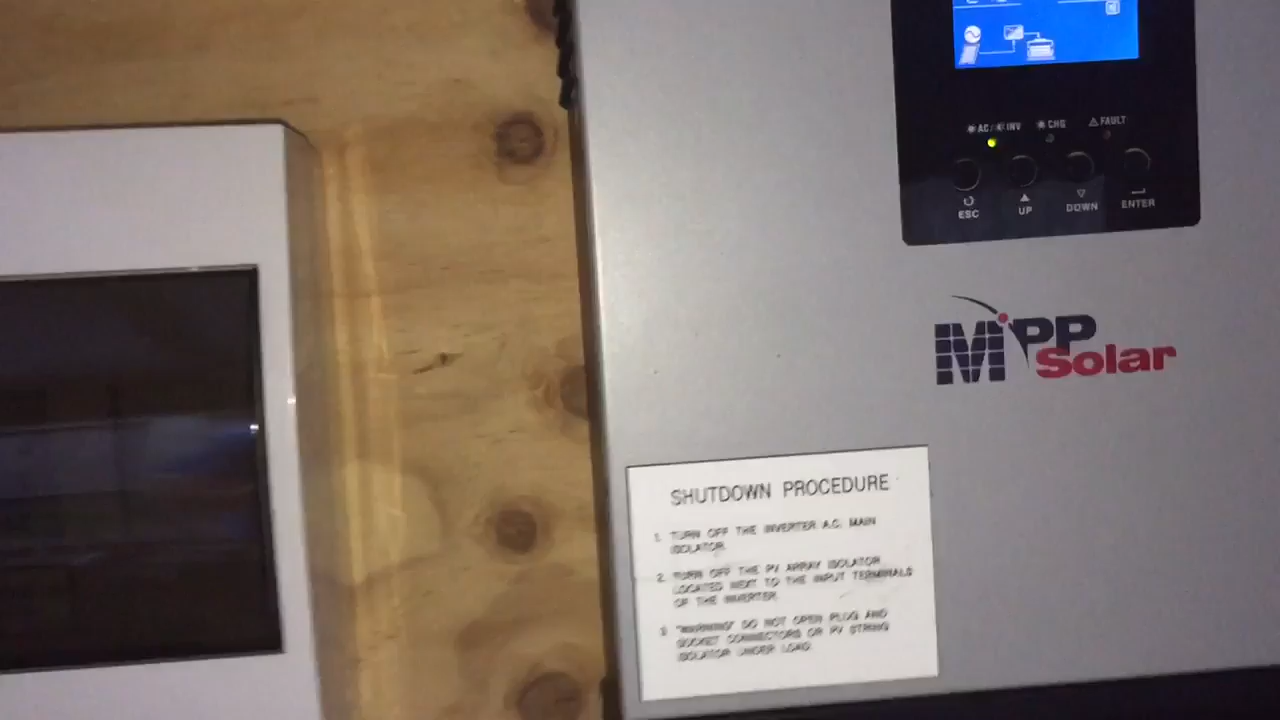 AC/ INV CHG FAULT
ESC UP DOWN ENTER
MPP
Solar
SHUTDOWN PROCEDURE
1. TURN OFF THE INVERTER A.C. MAIN
ISOLATOR.
2. TURN OFF THE PV ARRAY ISOLATOR
LOCATED NEXT TO THE INPUT TERMINALS
OF THE INVERTER.
3. "WARNING" DO NOT OPEN PLUG AND
SOCKET CONNECTORS OR PV STRING
ISOLATOR UNDER LOAD.